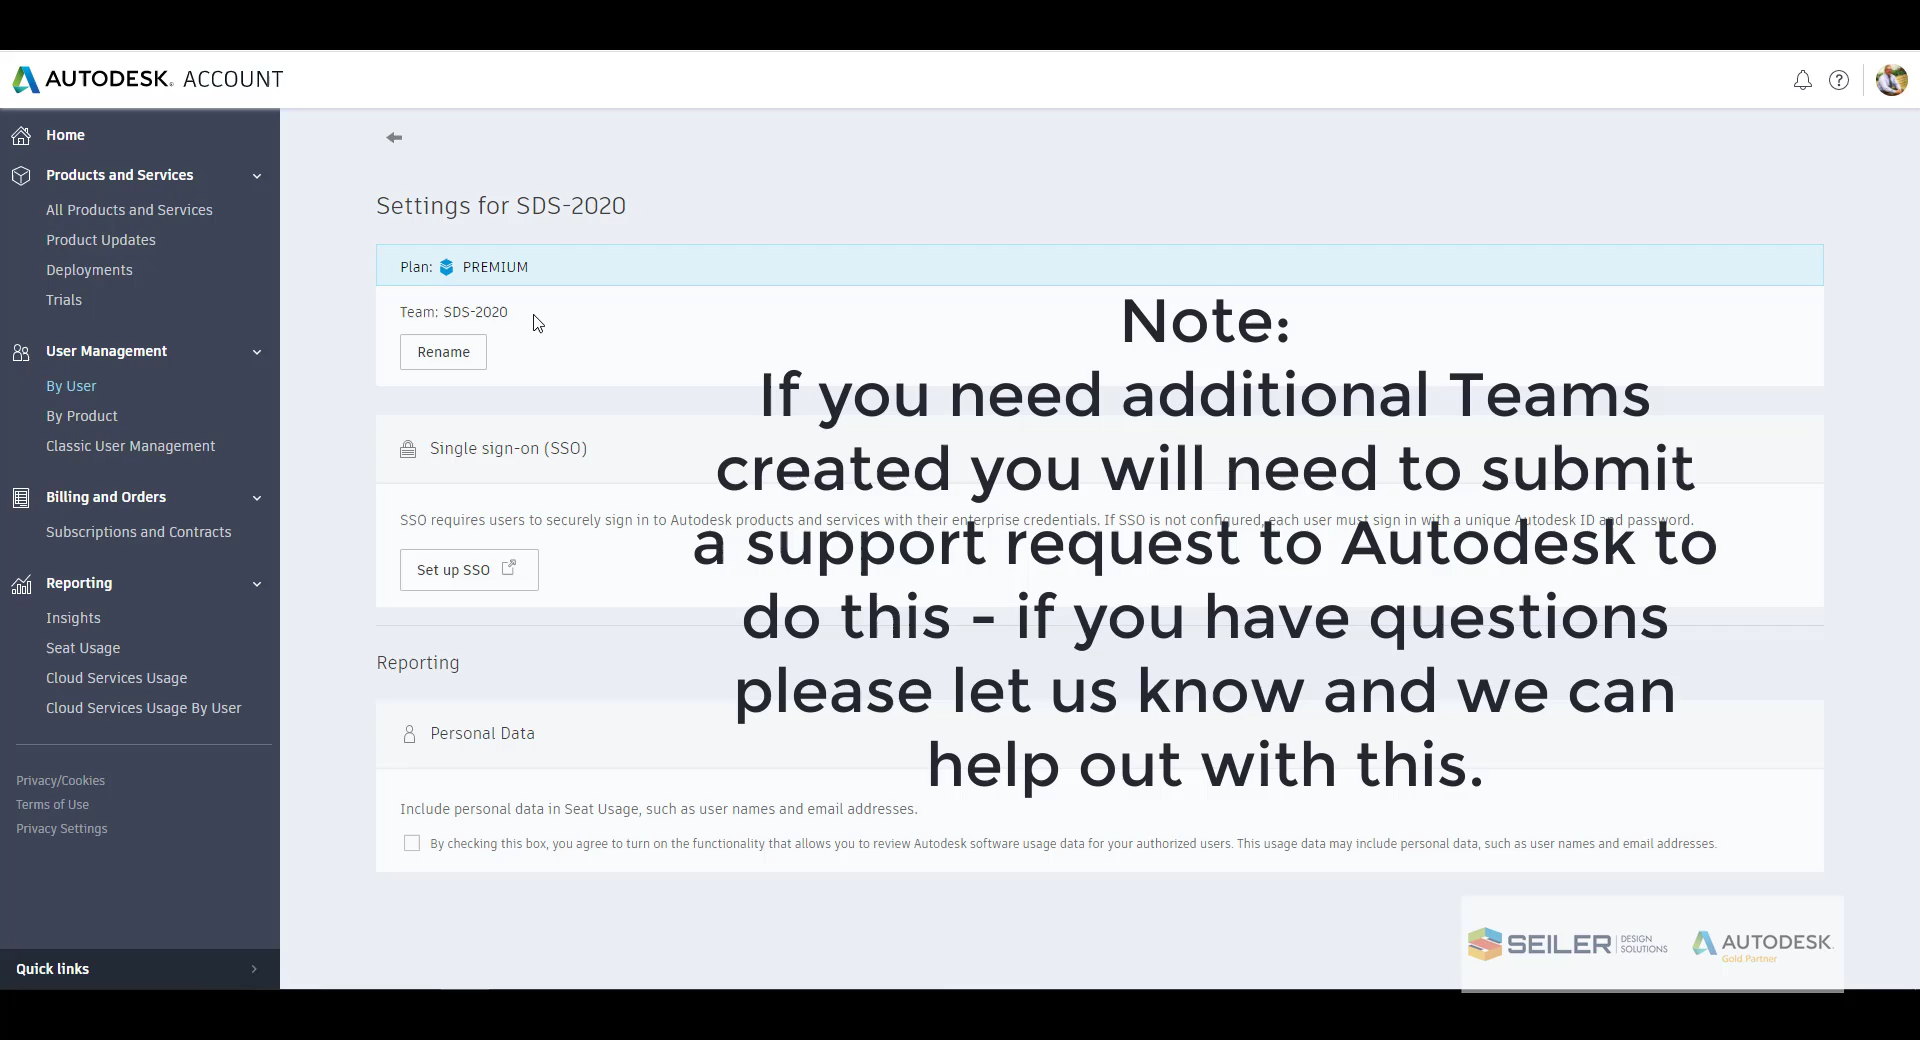 AUTODESK. ACCOUNT
Home
Products and Services
All Products and Services
Product Updates
Deployments
Trials
User Management
By User
By Product
Classic User Management
Billing and Orders
Subscriptions and Contracts
Reporting
Insights
Seat Usage
Cloud Services Usage
Cloud Services Usage By User
Privacy/Cookies
Terms of Use
Privacy Settings
Quick links
Settings for SDS-2020
Plan: PREMIUM
Team: SDS-2020
Rename
Single sign-on (SSO)
SSO requires users to securely sign in to Autodesk products and services with their enterprise credentials. If SSO is not configured, each user must sign in with a unique Autodesk ID and password.
Set up SSO
Reporting
Personal Data
Include personal data in Seat Usage, such as user names and email addresses.
By checking this box, you agree to turn on the functionality that allows you to review Autodesk software usage data for your authorized users. This usage data may include personal data, such as user names and email addresses.
Note:
If you need additional Teams
created you will need to submit
a support request to Autodesk to
do this - if you have questions
please let us know and we can
help out with this.
SEILER DESIGN SOLUTIONS
AUTODESK.
Gold Partner